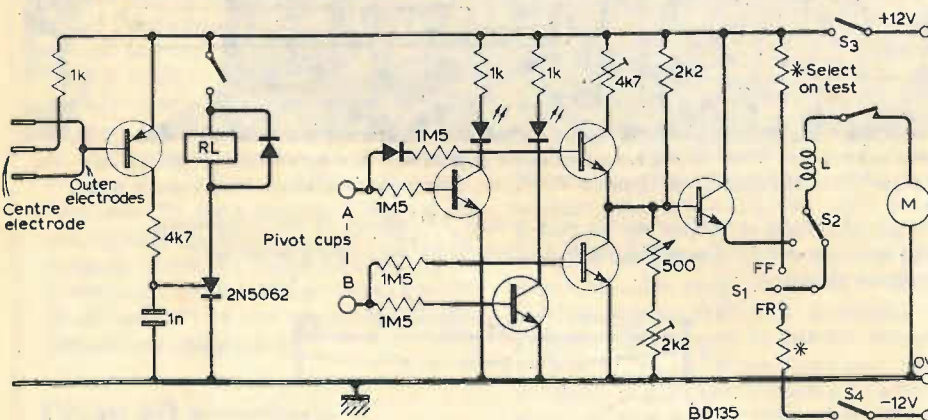 S3
+12V
1k
1k
1k
4k7
2k2
* Select
on test
RL
1M5
L
Outer
electrodes
Centre
electrode
1M5
A
Pivot cups
B
S2
M
4k7
500
FF
S1
FR
2N5062
1M5
1M5
1n
2k2
*
0V
BD135
S4
-12V